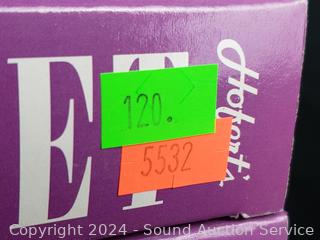 ET
Hobart's
120.
5532
Copyright 2024 - Sound Auction Service